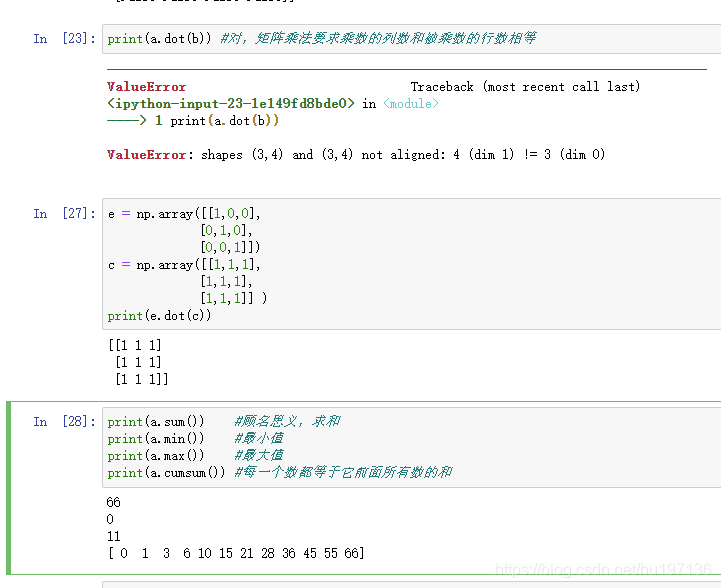 In [23]: print(a.dot(b)) #对，矩阵乘法要求乘数的列数和被乘数的行数相等
ValueError Traceback (most recent call last)
<ipython-input-23-1e149fd8bde0> in <module>
----> 1 print(a.dot(b))
ValueError: shapes (3,4) and (3,4) not aligned: 4 (dim 1) != 3 (dim 0)
In [27]: e = np.array([[1,0,0],
[0,1,0],
[0,0,1]])
c = np.array([[1,1,1],
[1,1,1],
[1,1,1]] )
print(e.dot(c))
[[1 1 1]
[1 1 1]
[1 1 1]]
In [28]: print(a.sum()) #顾名思义，求和
print(a.min()) #最小值
print(a.max()) #最大值
print(a.cumsum()) #每一个数都等于它前面所有数的和
66
0
11
[ 0 1 3 6 10 15 21 28 36 45 55 66]
https://blog.csdn.net/hu197136